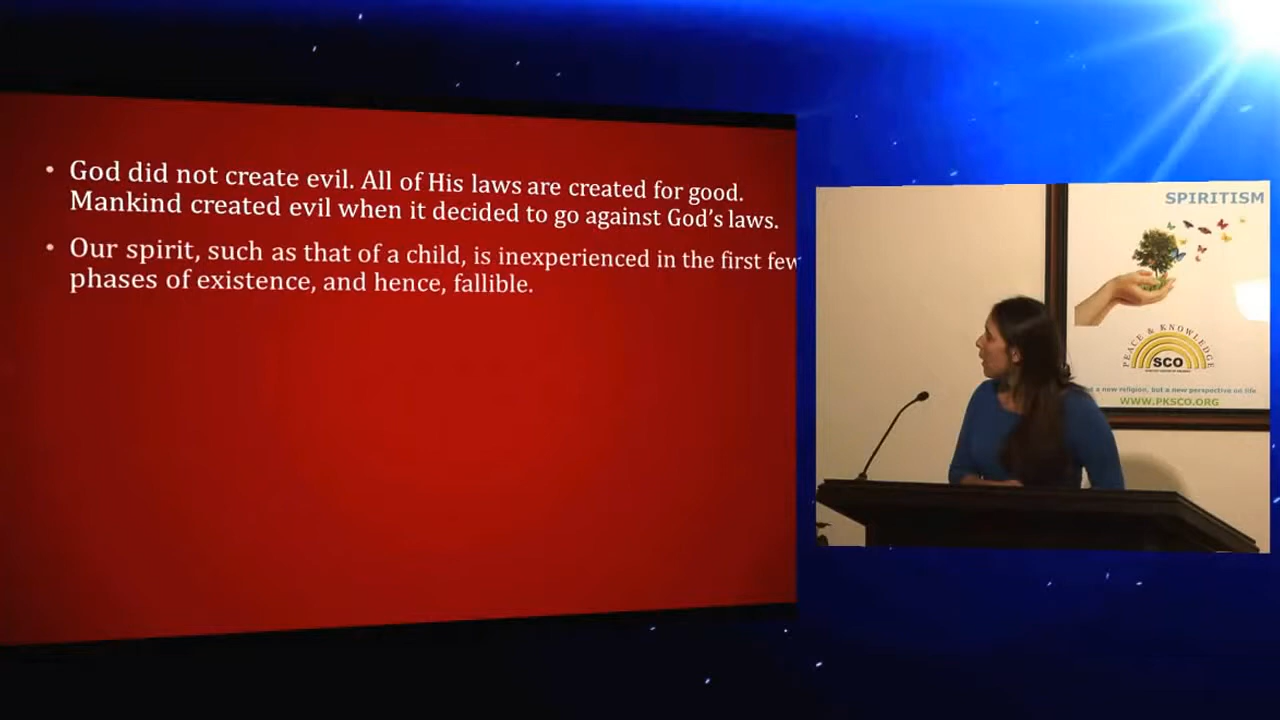 • God did not create evil. All of His laws are created for good.
Mankind created evil when it decided to go against God's laws.
• Our spirit, such as that of a child, is inexperienced in the first few
phases of existence, and hence, fallible.
SPIRITISM
PEACE & KNOWLEDGE
SCO
a new religion, but a new perspective on life
WWW.PKSCO.ORG